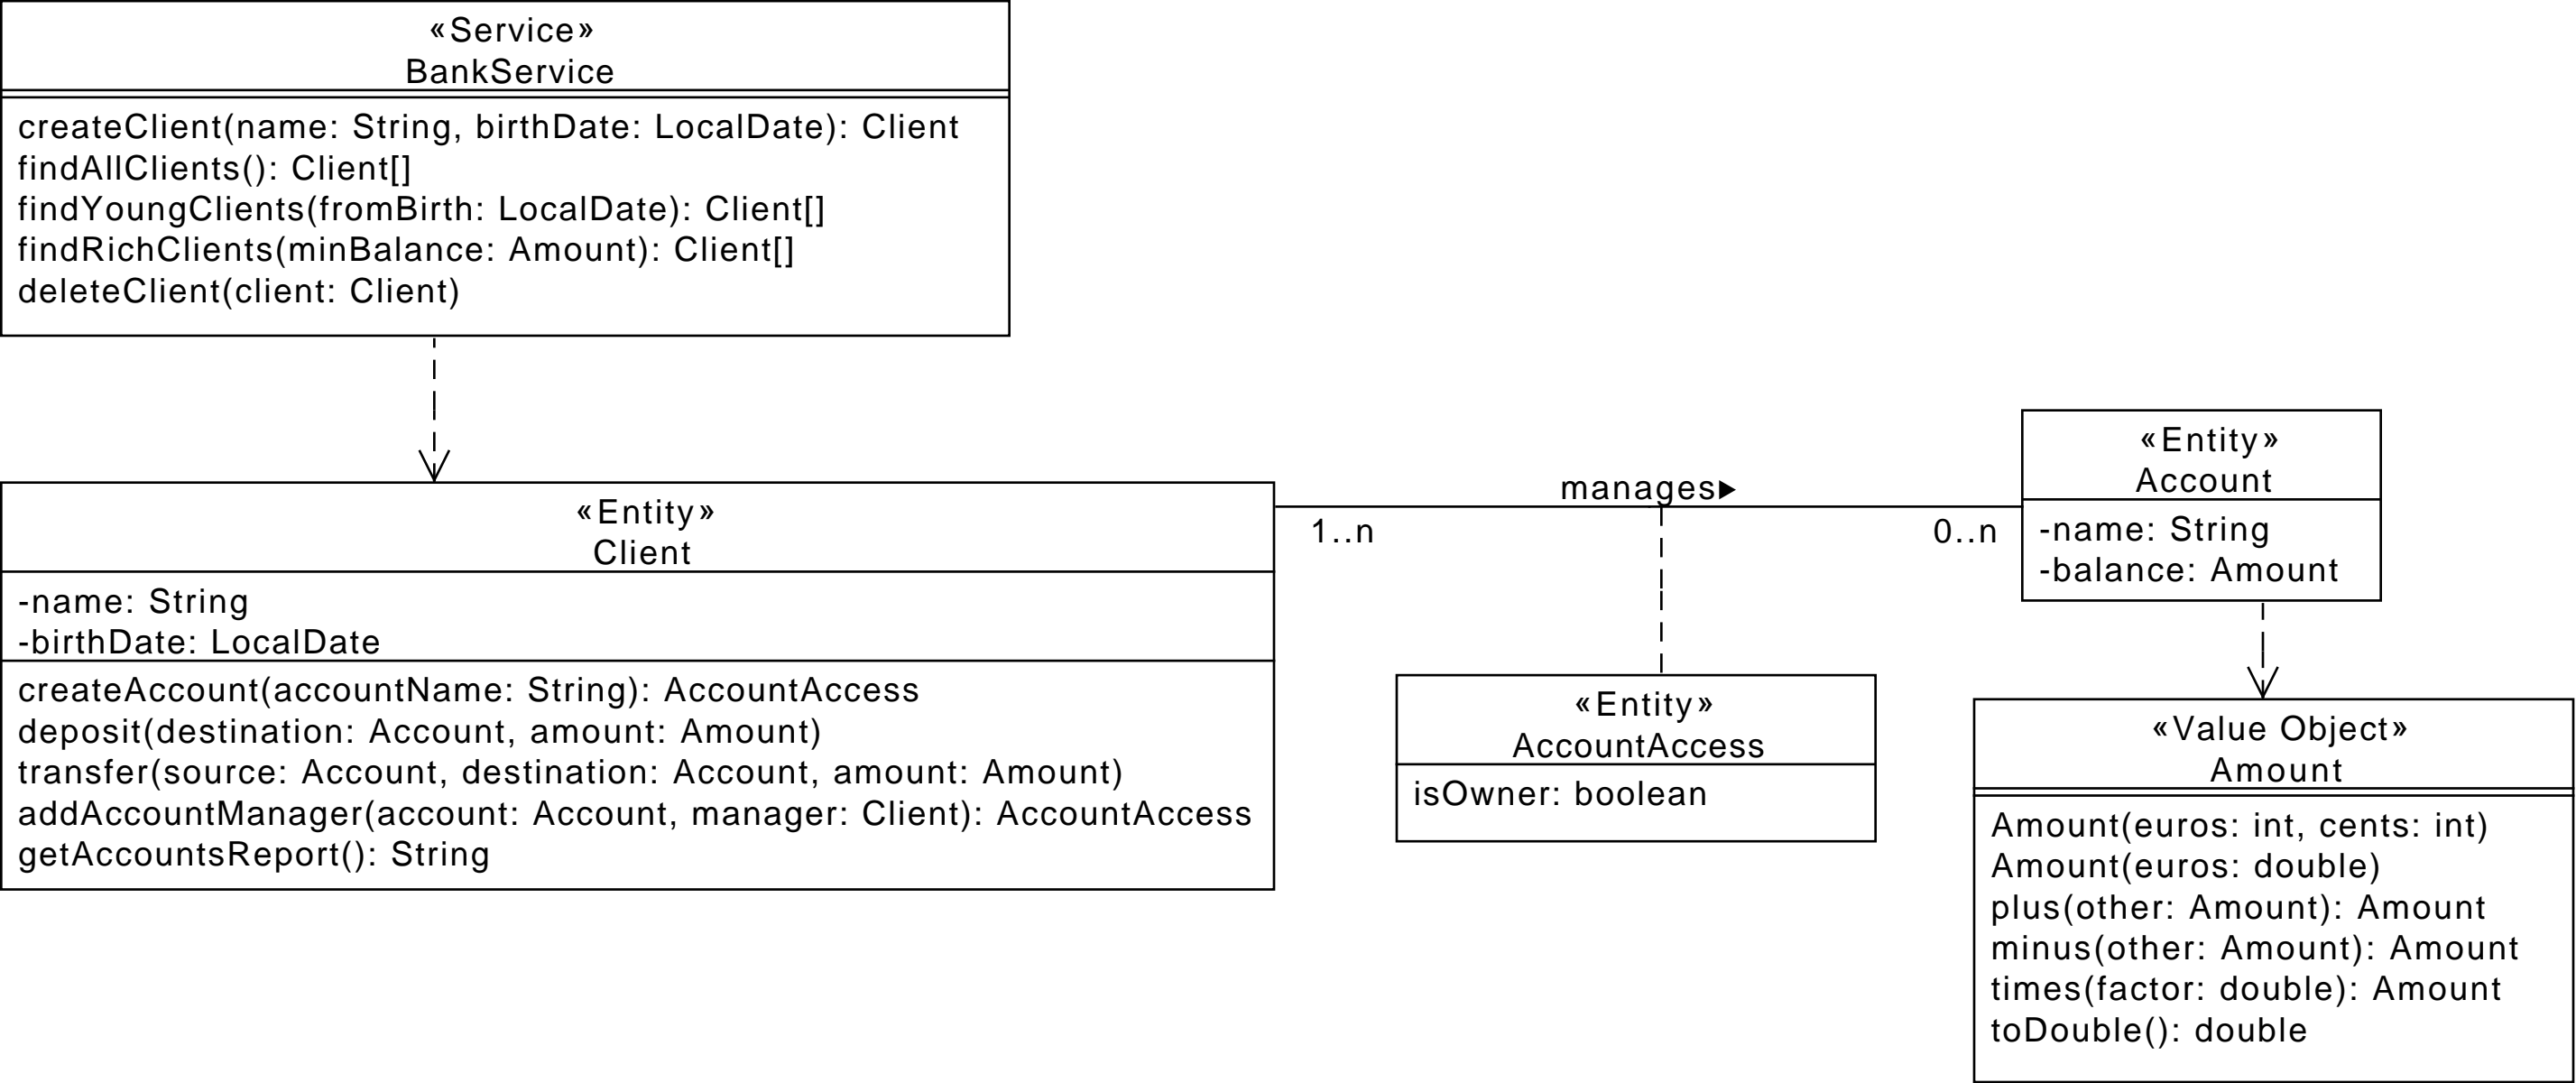 «Service»
BankService
createClient(name: String, birthDate: LocalDate): Client
findAllClients(): Client[]
findYoungClients(fromBirth: LocalDate): Client[]
findRichClients(minBalance: Amount): Client[]
deleteClient(client: Client)
«Entity»
Client
-name: String
-birthDate: LocalDate
createAccount(accountName: String): AccountAccess
deposit(destination: Account, amount: Amount)
transfer(source: Account, destination: Account, amount: Amount)
addAccountManager(account: Account, manager: Client): AccountAccess
getAccountsReport(): String
manages▶
1..n
0..n
«Entity»
AccountAccess
isOwner: boolean
«Entity»
Account
-name: String
-balance: Amount
«Value Object»
Amount
Amount(euros: int, cents: int)
Amount(euros: double)
plus(other: Amount): Amount
minus(other: Amount): Amount
times(factor: double): Amount
toDouble(): double